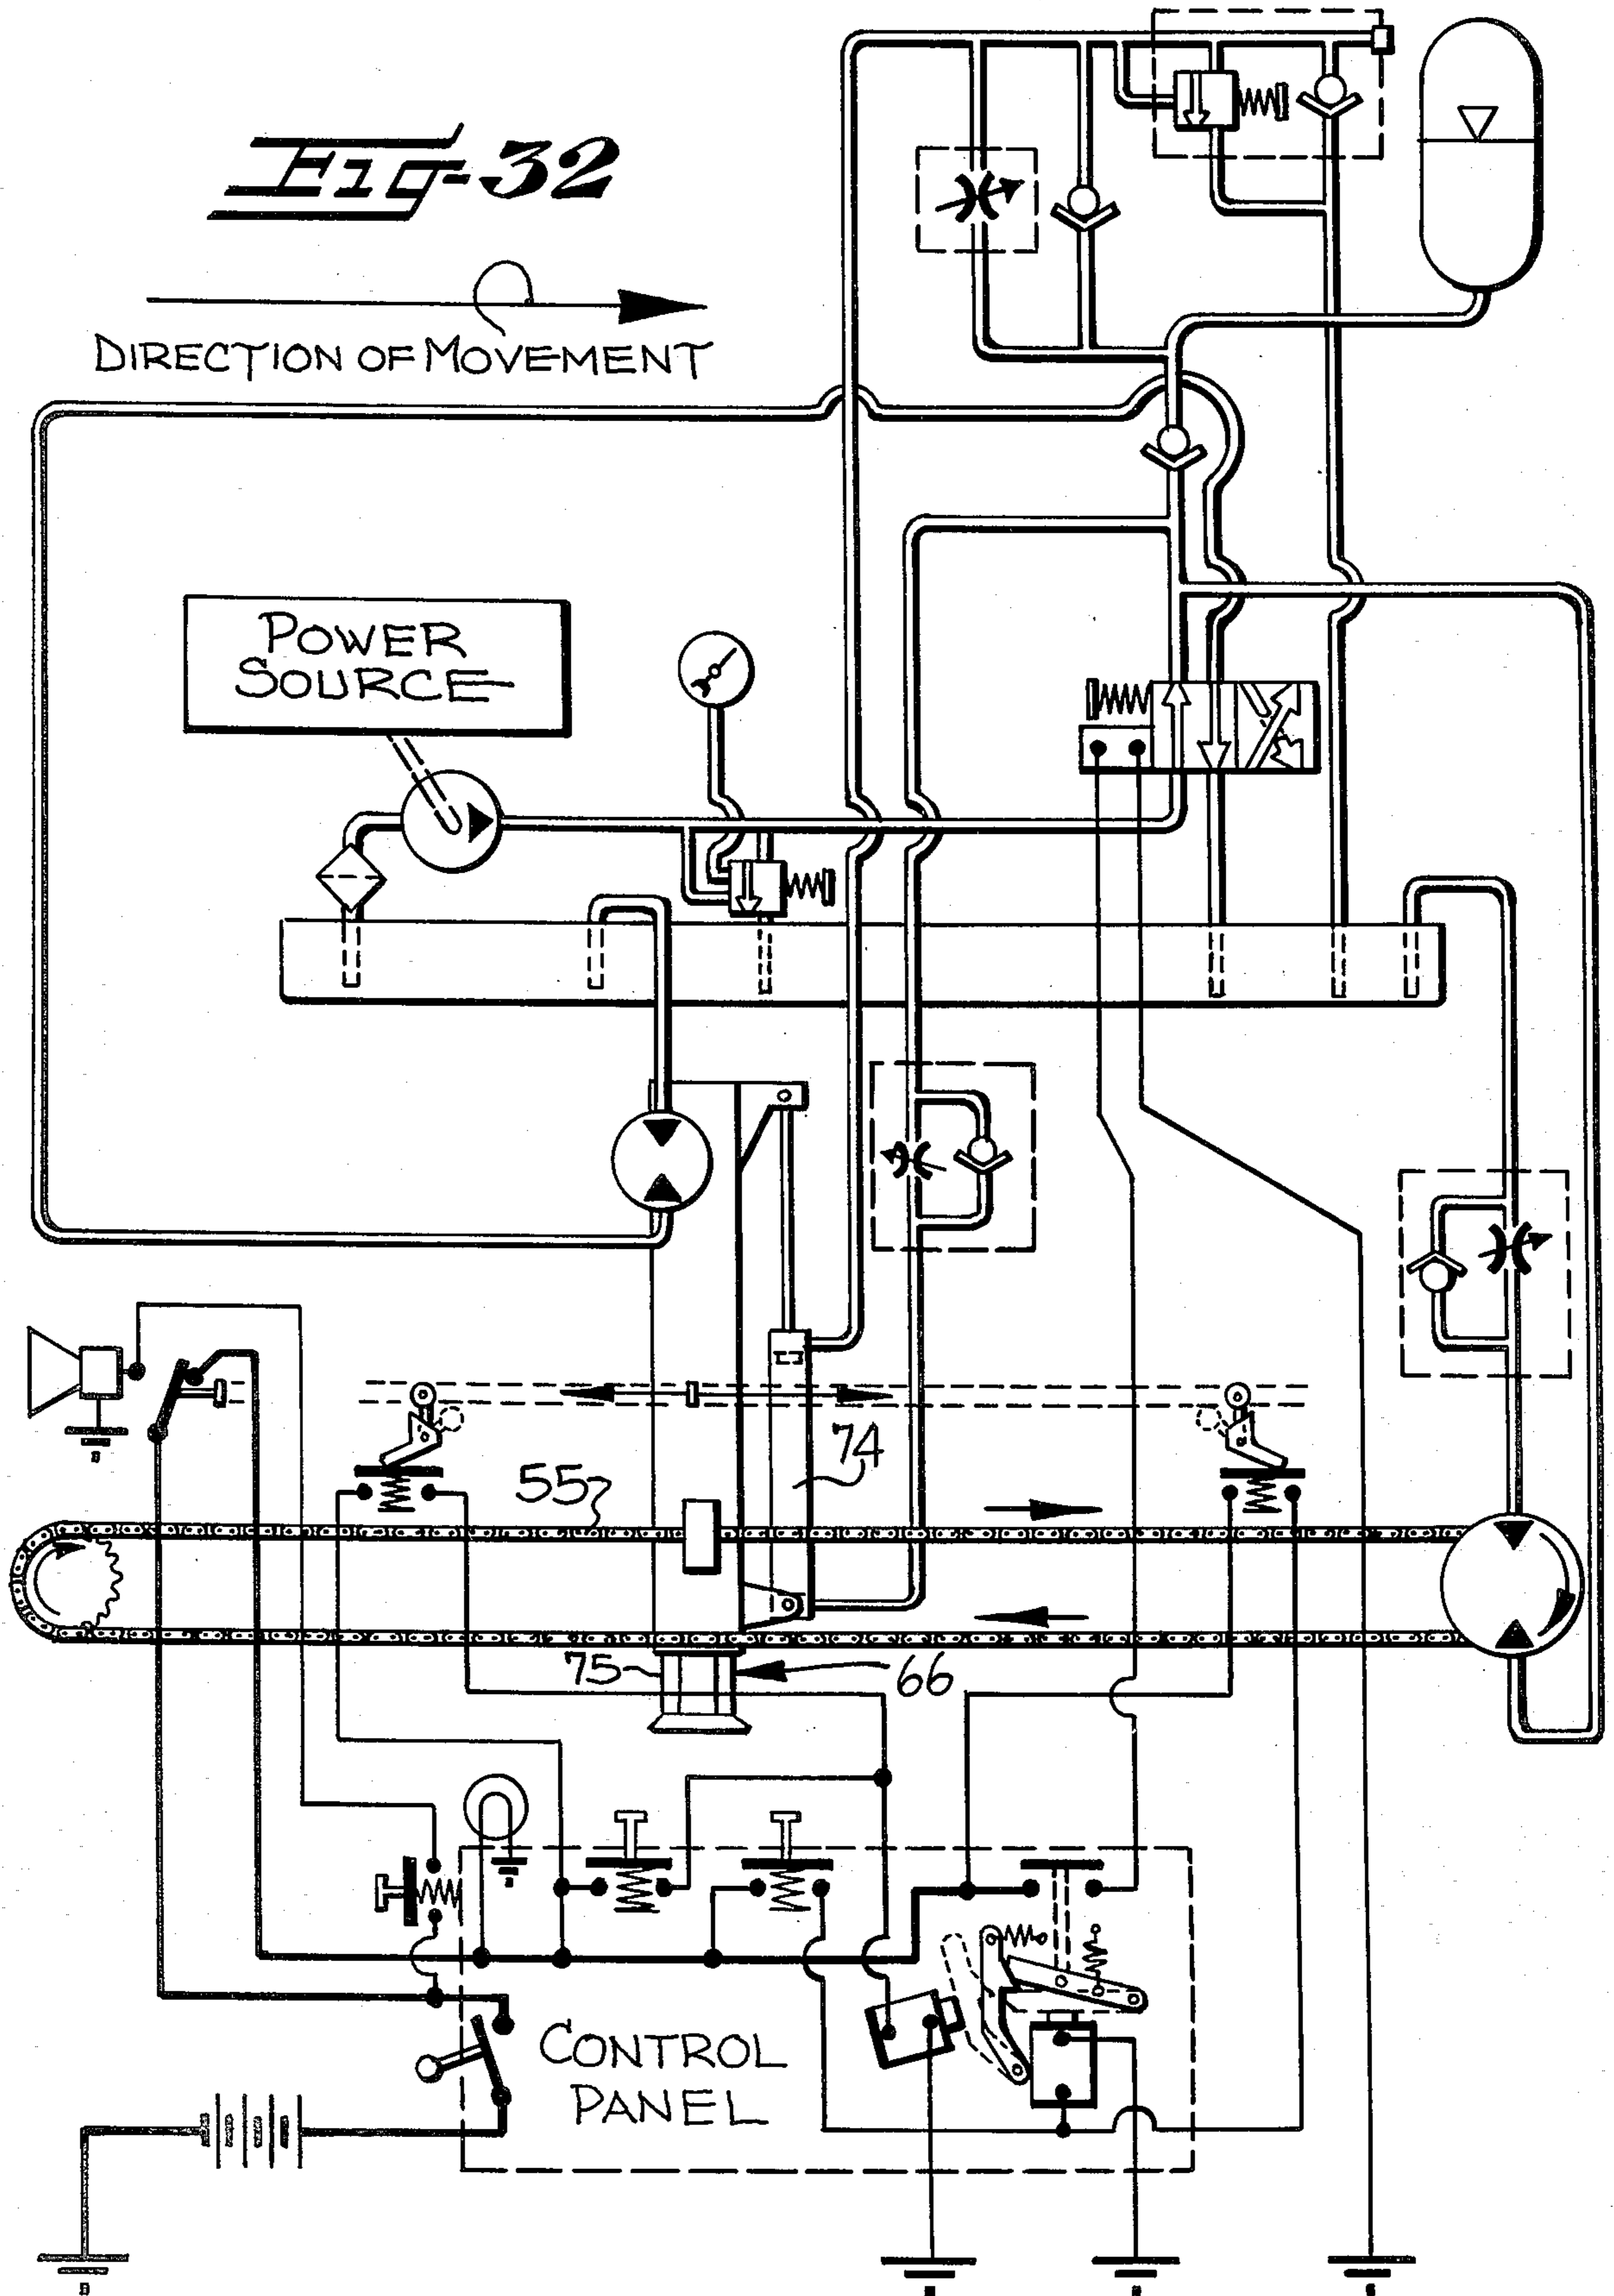 Fig-32
DIRECTION OF MOVEMENT
POWER
SOURCE
74
55
75
66
CONTROL
PANEL